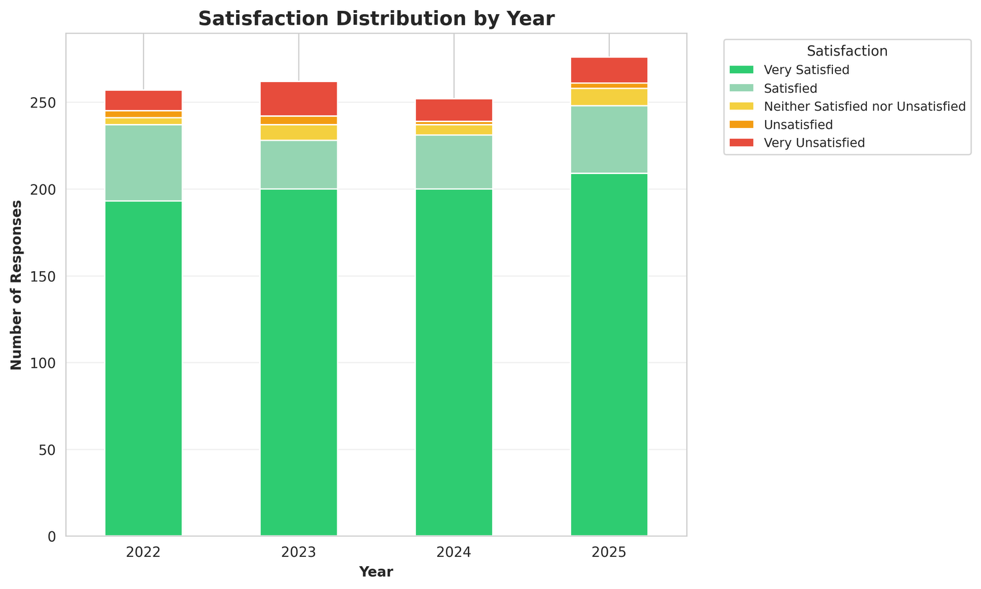 Satisfaction Distribution by Year
Satisfaction
Very Satisfied
Satisfied
Neither Satisfied nor Unsatisfied
Unsatisfied
Very Unsatisfied
Number of Responses
250
200
150
100
50
0
2022 2023 2024 2025
Year